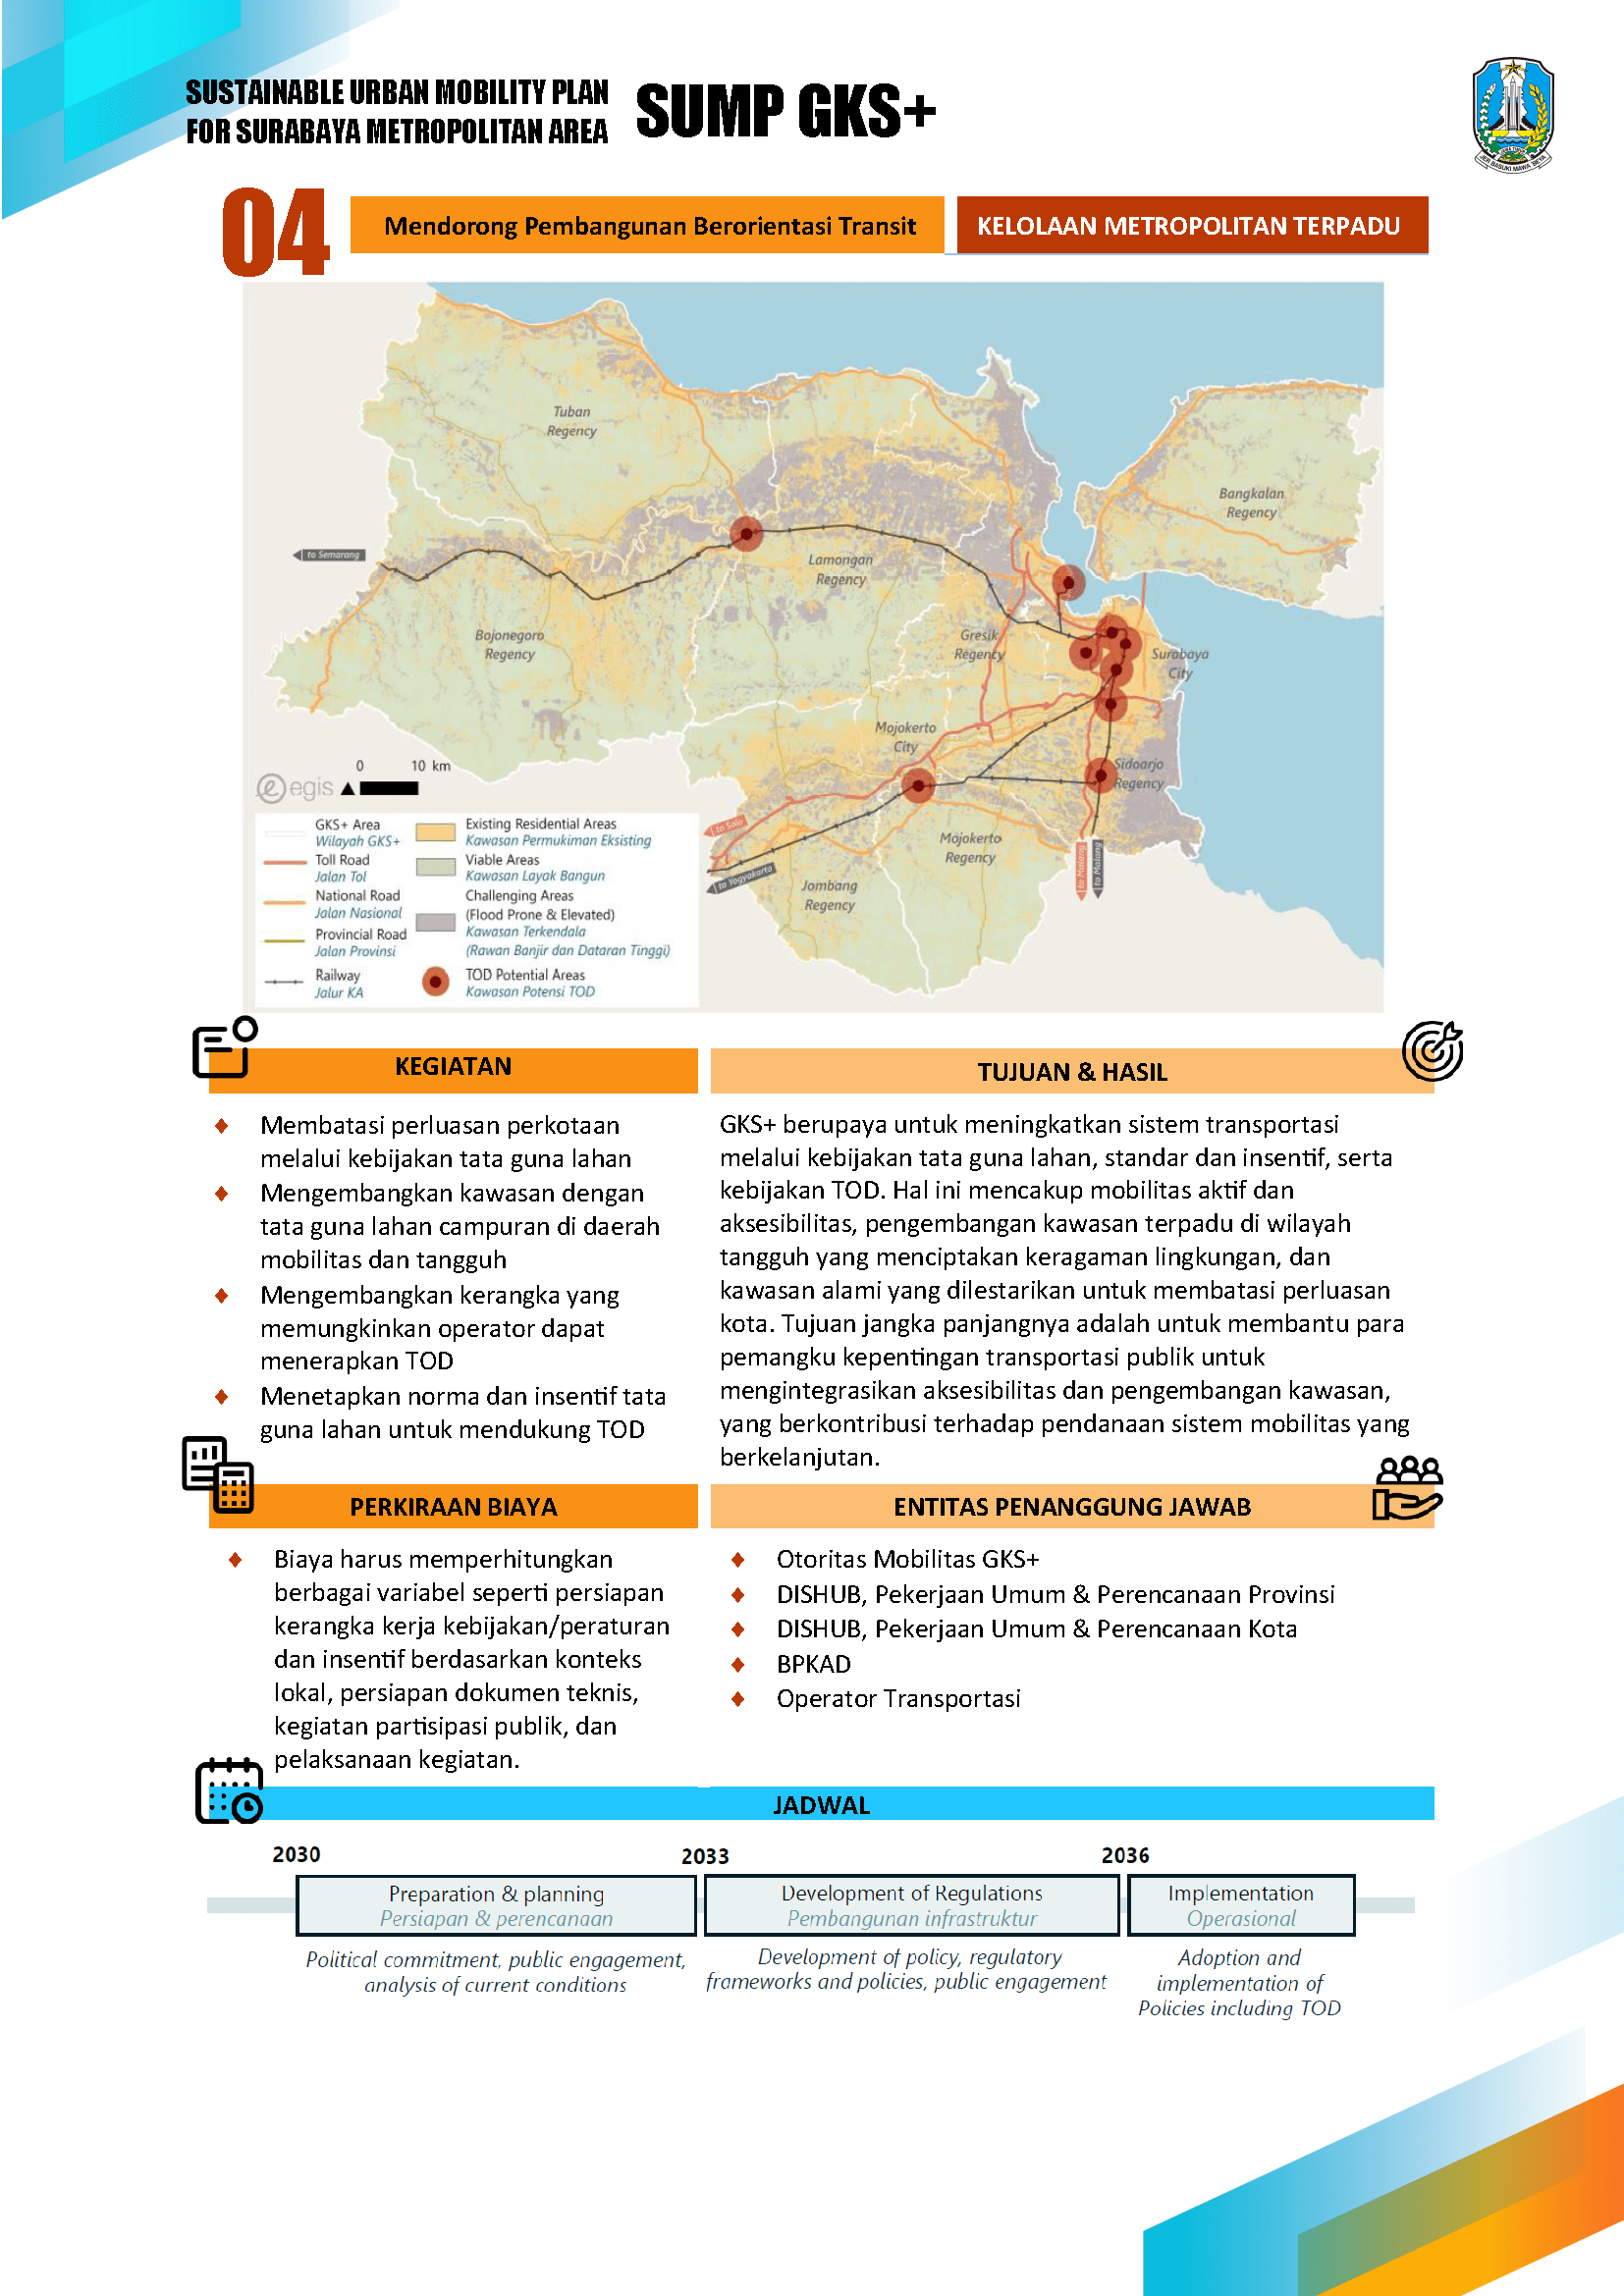 SUSTAINABLE URBAN MOBILITY PLAN
FOR SURABAYA METROPOLITAN AREA
SUMP GKS+
JAWA TIMUR
JER BASUKI MAWA BEYA
04
Mendorong Pembangunan Berorientasi Transit
KELOLAAN METROPOLITAN TERPADU
Tuban
Regency
Bangkalan
Regency
to Semarang
Lamongan
Regency
Bojonegoro
Regency
Gresik
Regency
Surabaya
City
Mojokerto
City
Sidoarjo
Regency
0 10 km
egis
to Solo
to Yogyakarta
Mojokerto
Regency
Jombang
Regency
to Malang
to Malang
GKS+ Area
Wilayah GKS+
Toll Road
Jalan Tol
National Road
Jalan Nasional
Provincial Road
Jalan Provinsi
Railway
Jalur KA
Existing Residential Areas
Kawasan Permukiman Eksisting
Viable Areas
Kawasan Layak Bangun
Challenging Areas
(Flood Prone & Elevated)
Kawasan Terkendala
(Rawan Banjir dan Dataran Tinggi)
TOD Potential Areas
Kawasan Potensi TOD
KEGIATAN
♦ Membatasi perluasan perkotaan
melalui kebijakan tata guna lahan
♦ Mengembangkan kawasan dengan
tata guna lahan campuran di daerah
mobilitas dan tangguh
♦ Mengembangkan kerangka yang
memungkinkan operator dapat
menerapkan TOD
♦ Menetapkan norma dan insentif tata
guna lahan untuk mendukung TOD
TUJUAN & HASIL
GKS+ berupaya untuk meningkatkan sistem transportasi
melalui kebijakan tata guna lahan, standar dan insentif, serta
kebijakan TOD. Hal ini mencakup mobilitas aktif dan
aksesibilitas, pengembangan kawasan terpadu di wilayah
tangguh yang menciptakan keragaman lingkungan, dan
kawasan alami yang dilestarikan untuk membatasi perluasan
kota. Tujuan jangka panjangnya adalah untuk membantu para
pemangku kepentingan transportasi publik untuk
mengintegrasikan aksesibilitas dan pengembangan kawasan,
yang berkontribusi terhadap pendanaan sistem mobilitas yang
berkelanjutan.
PERKIRAAN BIAYA
♦ Biaya harus memperhitungkan
berbagai variabel seperti persiapan
kerangka kerja kebijakan/peraturan
dan insentif berdasarkan konteks
lokal, persiapan dokumen teknis,
kegiatan partisipasi publik, dan
pelaksanaan kegiatan.
ENTITAS PENANGGUNG JAWAB
♦ Otoritas Mobilitas GKS+
♦ DISHUB, Pekerjaan Umum & Perencanaan Provinsi
♦ DISHUB, Pekerjaan Umum & Perencanaan Kota
♦ BPKAD
♦ Operator Transportasi
JADWAL
2030
2033
2036
Preparation & planning
Persiapan & perencanaan
Political commitment, public engagement,
analysis of current conditions
Development of Regulations
Pembangunan infrastruktur
Development of policy, regulatory
frameworks and policies, public engagement
Implementation
Operasional
Adoption and
implementation of
Policies including TOD